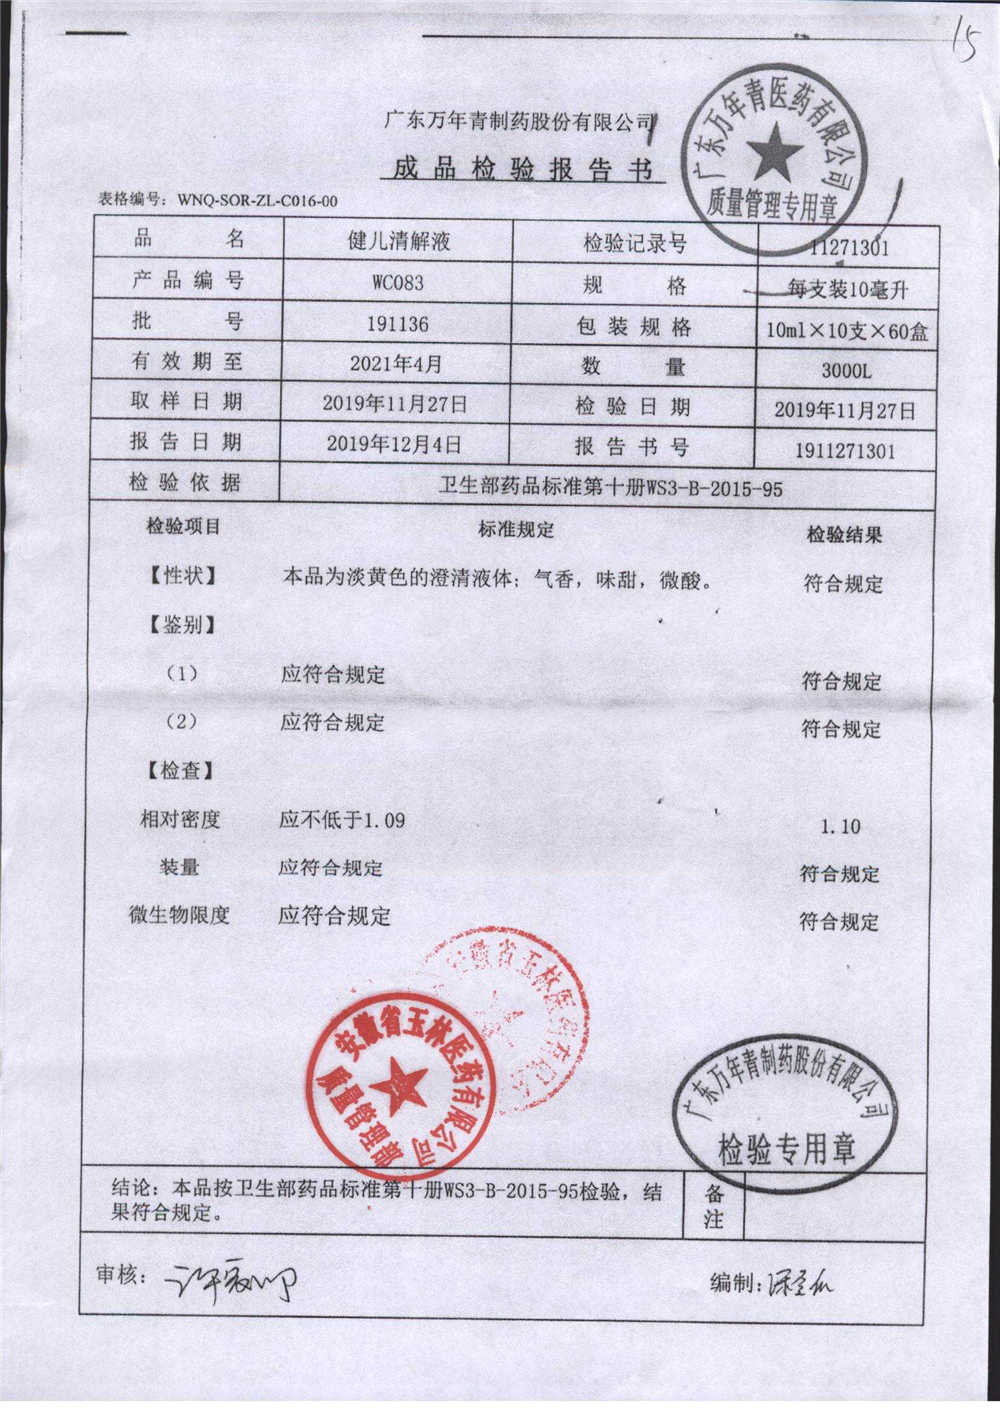 15
广东万年青制药股份有限公司
成品检验报告书
广东万年青医药有限公司
质量管理专用章
表格编号：WNQ-SOR-ZL-C016-00
品 名 健儿清解液 检验记录号 11271301
产品编号 WC083 规 格 每支装10毫升
批 号 191136 包装规格 10ml×10支×60盒
有效期至 2021年4月 数 量 3000L
取样日期 2019年11月27日 检验日期 2019年11月27日
报告日期 2019年12月4日 报告书号 1911271301
检验依据 卫生部药品标准第十册WS3-B-2015-95
检验项目 标准规定 检验结果
【性状】 本品为淡黄色的澄清液体；气香，味甜，微酸。 符合规定
【鉴别】
（1） 应符合规定 符合规定
（2） 应符合规定 符合规定
【检查】
相对密度 应不低于1.09 1.10
装量 应符合规定 符合规定
微生物限度 应符合规定 符合规定
安徽省玉林医药有限公司
安徽省玉林医药有限公司
质量管理部
广东万年青制药股份有限公司
检验专用章
结论：本品按卫生部药品标准第十册WS3-B-2015-95检验，结
果符合规定。
备
注
审核：
编制：